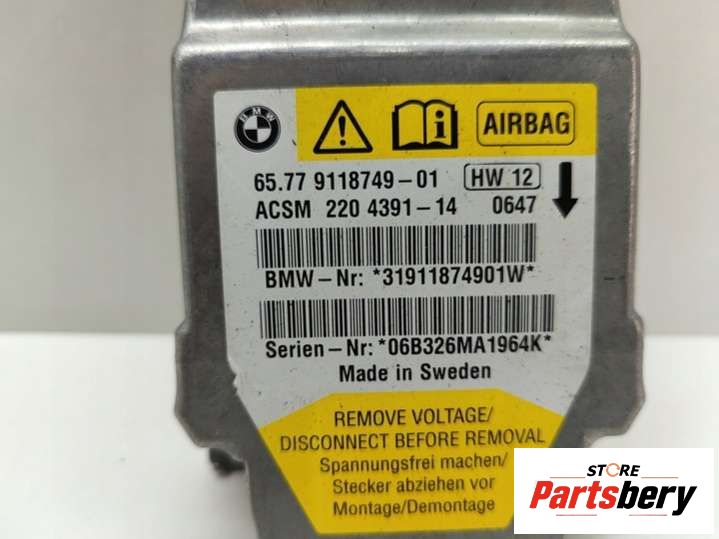 BMW
AIRBAG
65.77 9118749-01 HW 12
ACSM 220 4391-14 0647
BMW-Nr: *31911874901W*
Serien-Nr: *06B326MA1964K*
Made in Sweden
REMOVE VOLTAGE/
DISCONNECT BEFORE REMOVAL
Spannungsfrei machen/
Stecker abziehen vor
Montage/Demontage
STORE
Partsbery